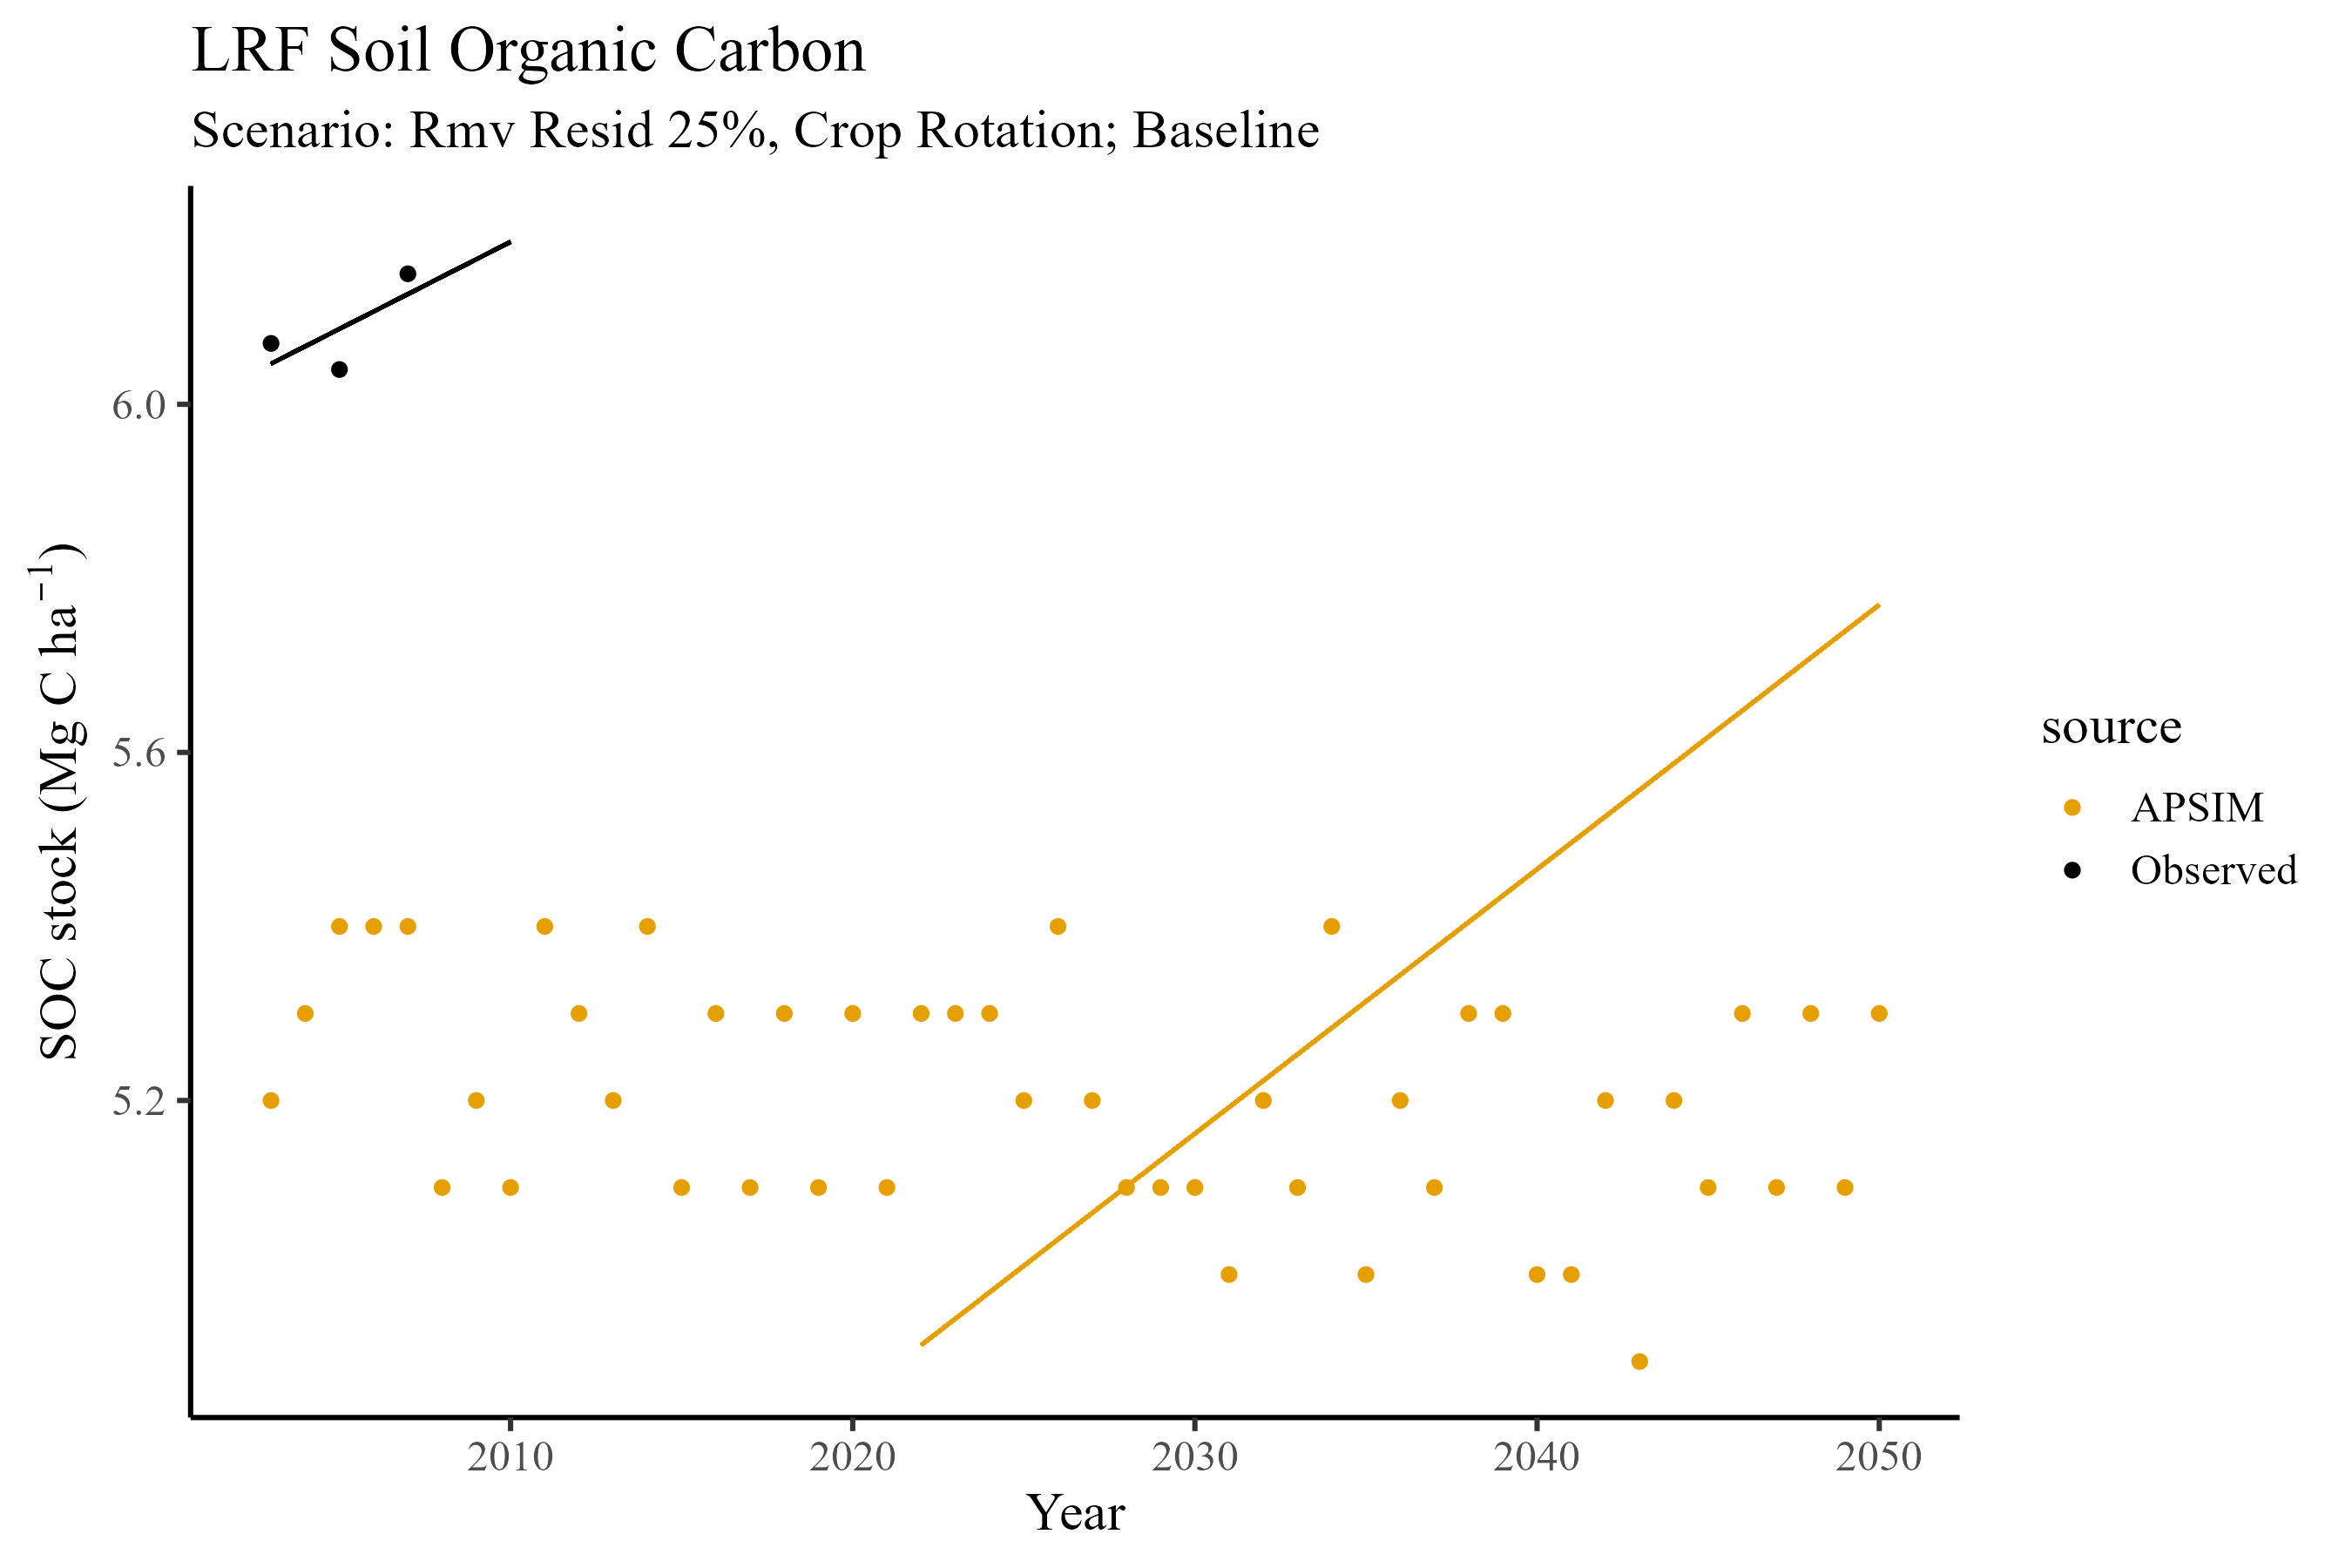 LRF Soil Organic Carbon
Scenario: Rmv Resid 25%, Crop Rotation; Baseline
SOC stock (Mg C ha⁻¹)
6.0
5.6
5.2
2010 2020 2030 2040 2050
Year
source
APSIM
Observed